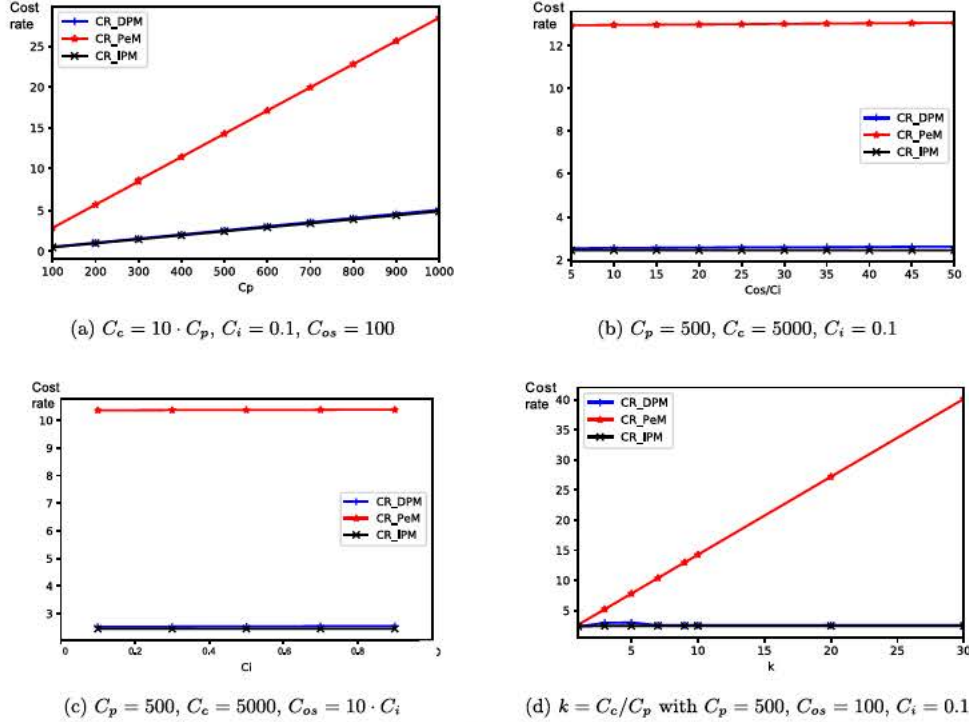 Cost
rate
CR_DPM
CR_PeM
CR_IPM
25
20
15
10
5
0
100 200 300 400 500 600 700 800 900 1000
Cp
(a) C_c = 10 · C_p, C_i = 0.1, C_os = 100
Cost
rate
12
10
8
6
4
2
CR_DPM
CR_PeM
CR_IPM
5 10 15 20 25 30 35 40 45 50
Cos/Ci
(b) C_p = 500, C_c = 5000, C_i = 0.1
Cost
rate
10
9
8
7
6
5
4
3
CR_DPM
CR_PeM
CR_IPM
0 0.2 0.4 0.6 0.8 0
Ci
(c) C_p = 500, C_c = 5000, C_os = 10 · C_i
Cost
rate
40
35
30
25
20
15
10
5
CR_DPM
CR_PeM
CR_IPM
5 10 15 20 25 30
k
(d) k = C_c/C_p with C_p = 500, C_os = 100, C_i = 0.1